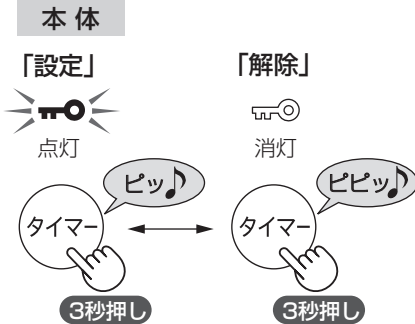 本体
「設定」
「解除」
点灯
消灯
ピッ♪
ピピッ♪
タイマー
タイマー
3秒押し
3秒押し